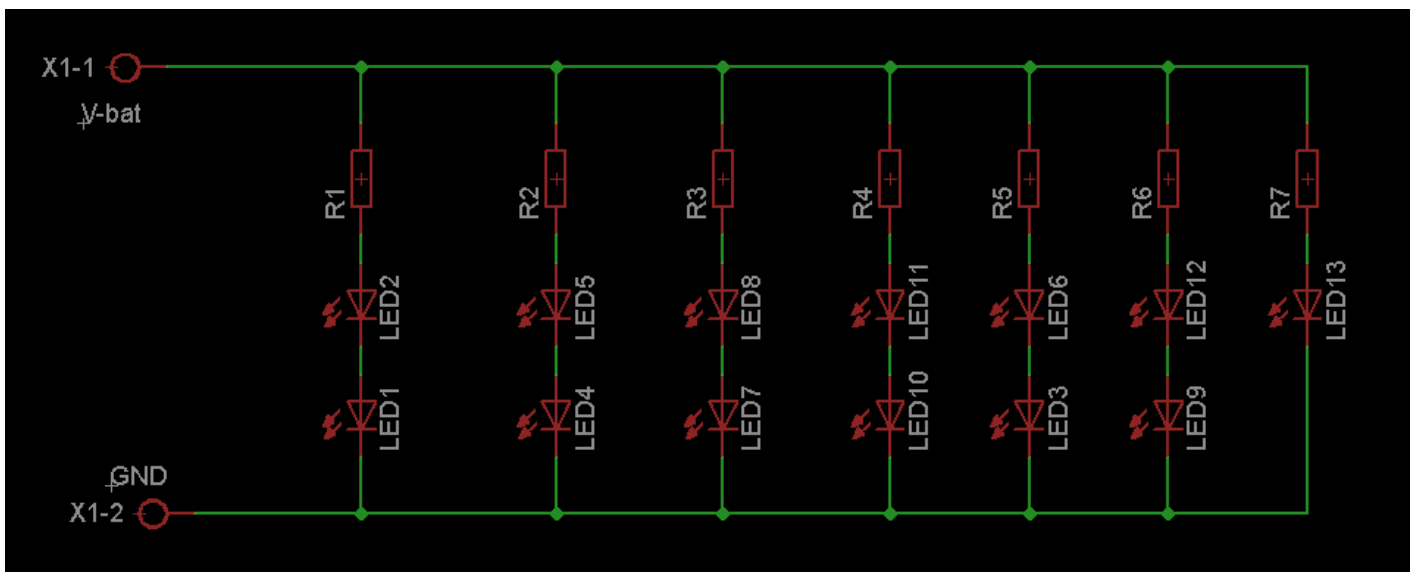 X1-1
V-bat
R1
R2
R3
R4
R5
R6
R7
LED2
LED5
LED8
LED11
LED6
LED12
LED13
LED1
LED4
LED7
LED10
LED3
LED9
GND
X1-2